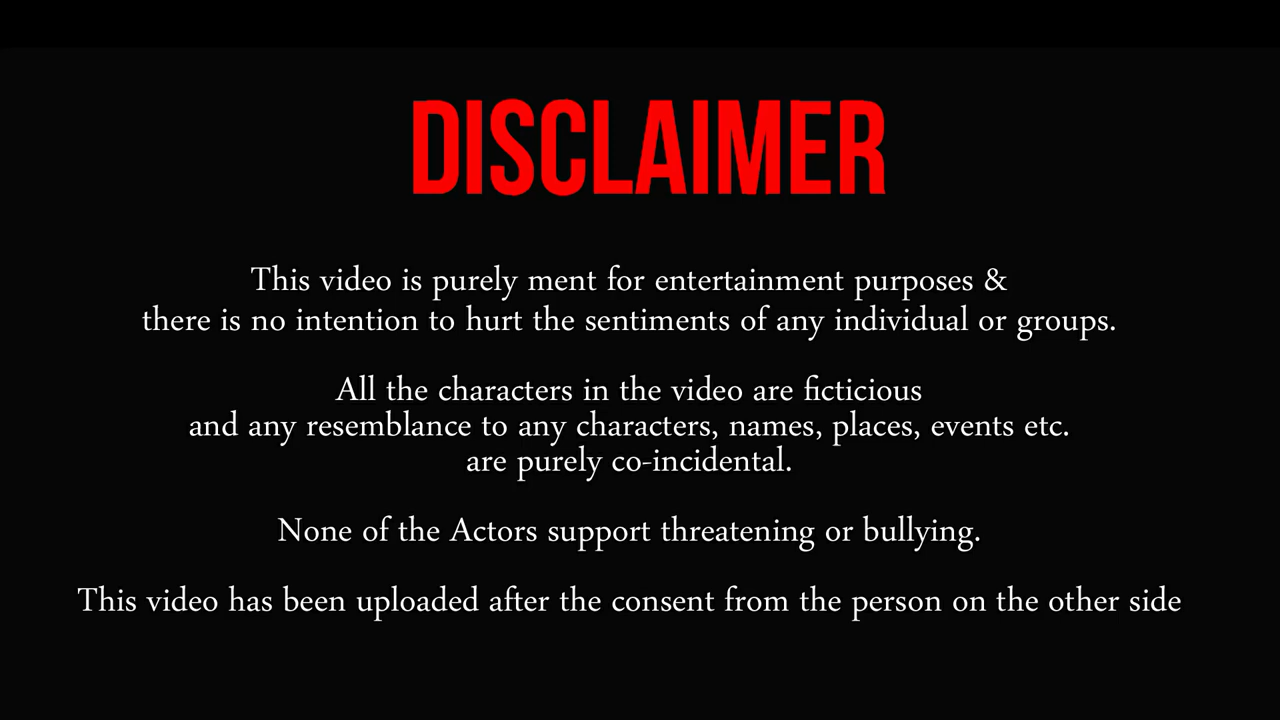 DISCLAIMER
This video is purely ment for entertainment purposes &
there is no intention to hurt the sentiments of any individual or groups.
All the characters in the video are ficticious
and any resemblance to any characters, names, places, events etc.
are purely co-incidental.
None of the Actors support threatening or bullying.
This video has been uploaded after the consent from the person on the other side